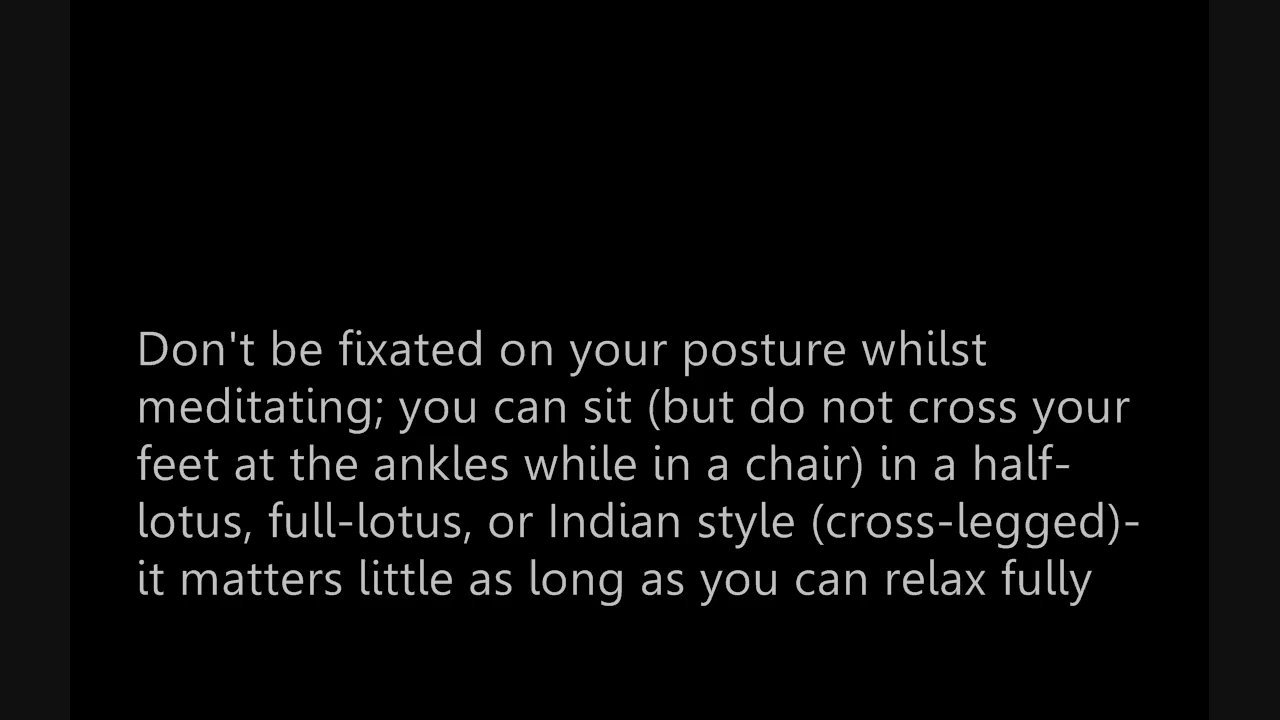 Don't be fixated on your posture whilst
meditating; you can sit (but do not cross your
feet at the ankles while in a chair) in a half-
lotus, full-lotus, or Indian style (cross-legged)-
it matters little as long as you can relax fully